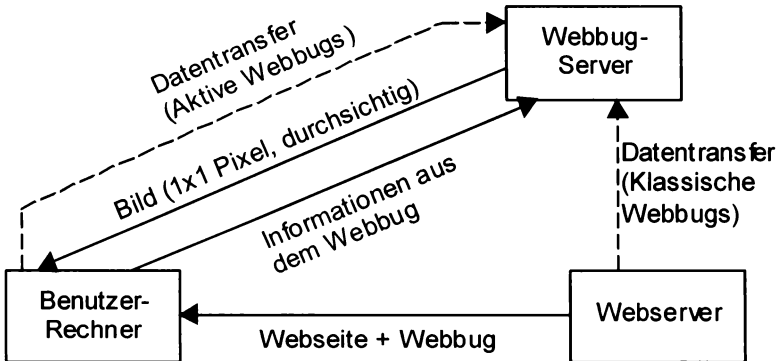 Datentransfer
(Aktive Webbugs)
Webbug-
Server
Bild (1x1 Pixel, durchsichtig)
Informationen aus
dem Webbug
Datentransfer
(Klassische
Webbugs)
Benutzer-
Rechner
Webseite + Webbug
Webserver